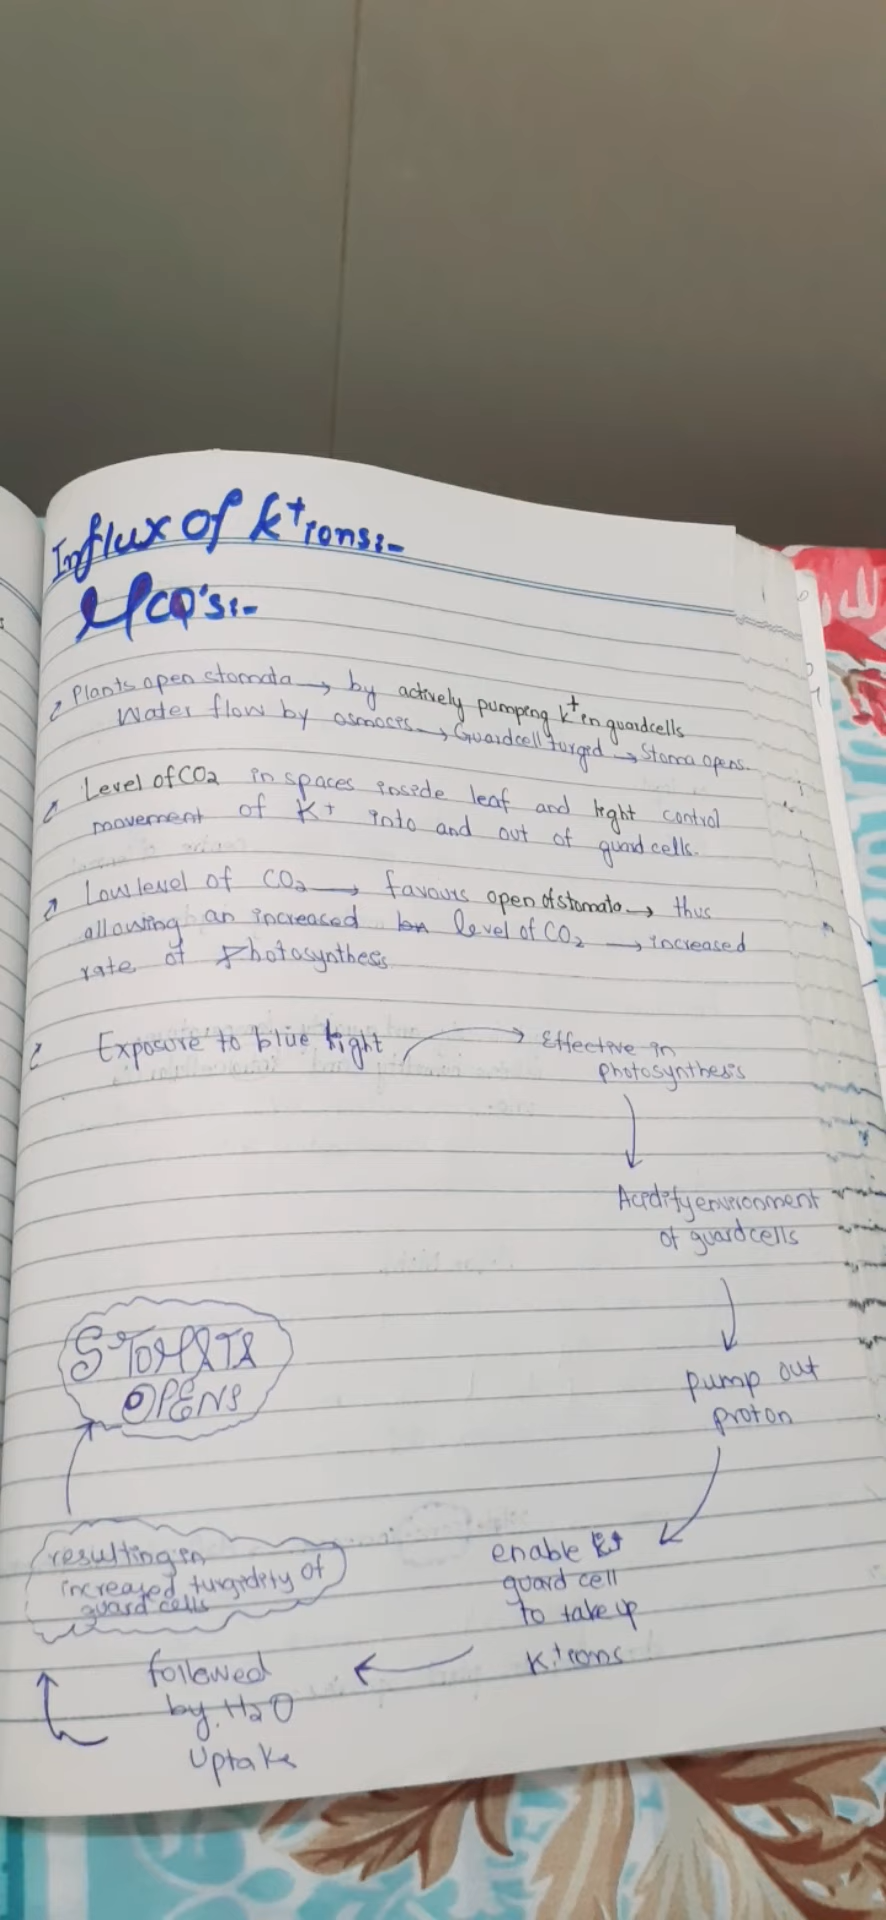 Influx of K+ ions:-
MCQ's:-
Plants open stomata → by actively pumping K+ in guardcells
Water flow by osmoses → Guardcell turged → Stoma opens.
Level of CO2 in spaces inside leaf and light control
movement of K+ into and out of guard cells.
Low level of CO2 → favours open of stomata → thus
allowing an increased level of CO2 → increased
rate of Photosynthesis
Exposure to blue light → Effective in
photosynthesis
Acidify environment
of guardcells
pump out
proton
enable
guard cell
to take up
K+ ions
followed
by H2O
Uptake
resulting in
increased turgidity of
guard cells
STOMATA
OPENS